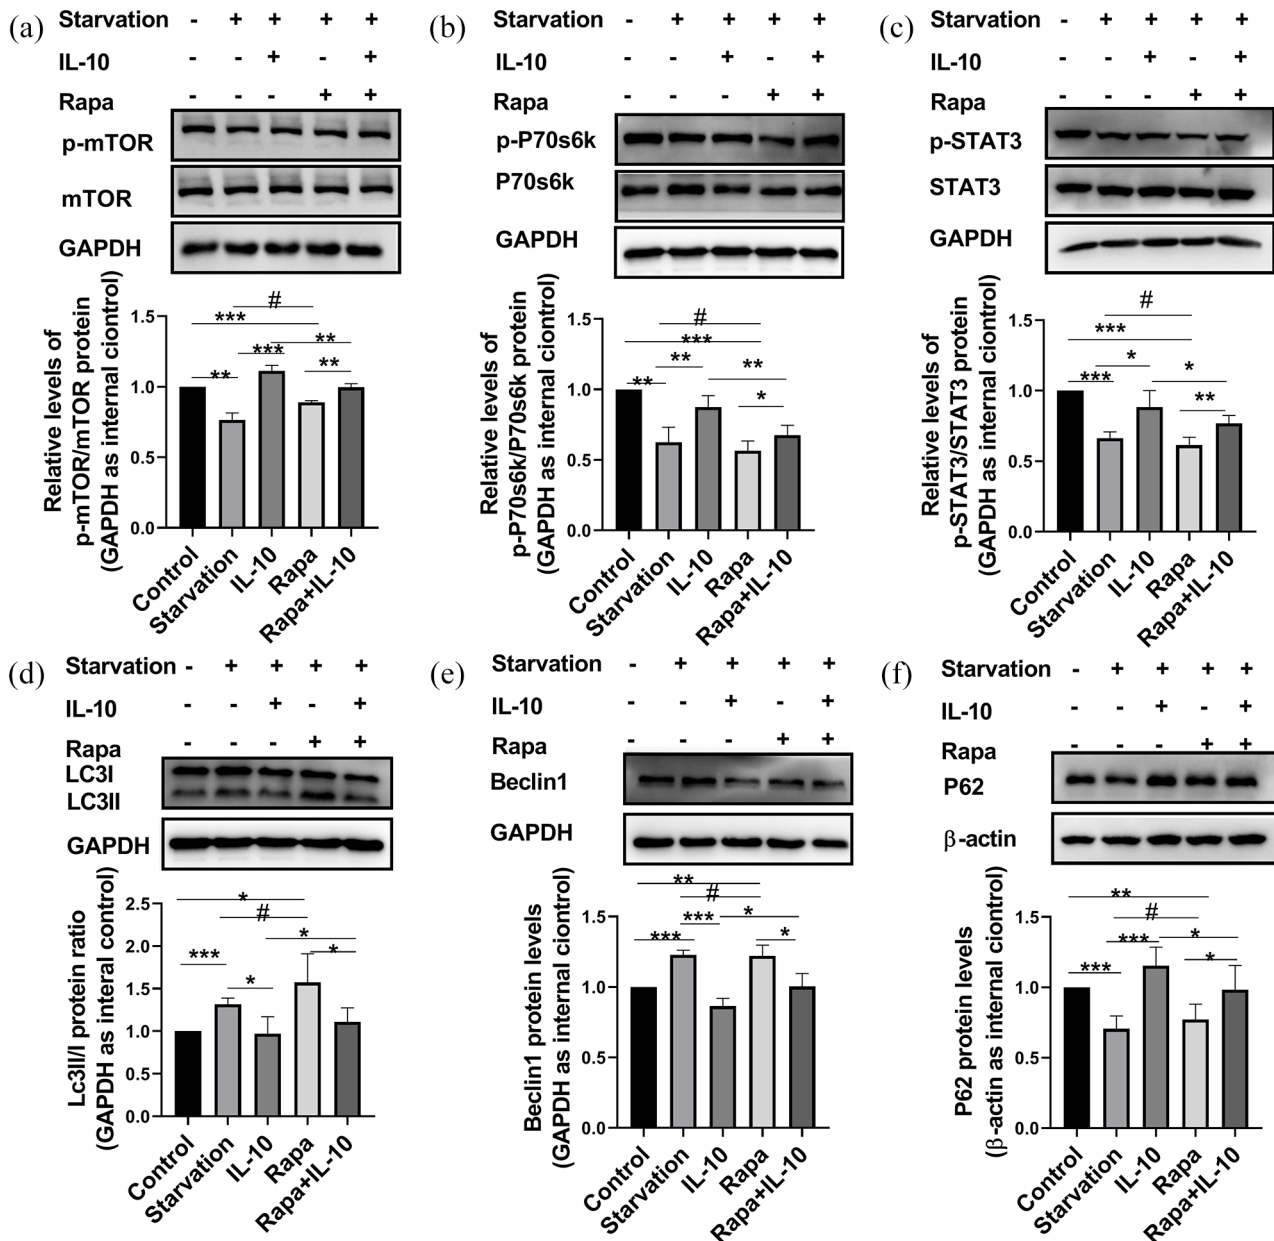 (a)
Starvation - + + + +
IL-10 - - + - +
Rapa - - - + +
p-mTOR
mTOR
GAPDH
Relative levels of
p-mTOR/mTOR protein
(GAPDH as internal ciontrol)
1.5
1.0
0.5
0.0
#
***
***
**
**
**
Control
Starvation
IL-10
Rapa
Rapa+IL-10
(b)
Starvation - + + + +
IL-10 - - + - +
Rapa - - - + +
p-P70s6k
P70s6k
GAPDH
Relative levels of
p-P70s6k/P70s6k protein
(GAPDH as internal ciontrol)
1.5
1.0
0.5
0.0
#
***
**
**
**
*
Control
Starvation
IL-10
Rapa
Rapa+IL-10
(c)
Starvation - + + + +
IL-10 - - + - +
Rapa - - - + +
p-STAT3
STAT3
GAPDH
Relative levels of
p-STAT3/STAT3 protein
(GAPDH as internal ciontrol)
1.5
1.0
0.5
0.0
#
***
*
*
***
**
Control
Starvation
IL-10
Rapa
Rapa+IL-10
(d)
Starvation - + + + +
IL-10 - - + - +
Rapa - - - + +
LC3I
LC3II
GAPDH
Lc3II/I protein ratio
(GAPDH as interal control)
2.5
2.0
1.5
1.0
0.5
0.0
*
#
*
***
*
*
Control
Starvation
IL-10
Rapa
Rapa+IL-10
(e)
Starvation - + + + +
IL-10 - - + - +
Rapa - - - + +
Beclin1
GAPDH
Beclin1 protein levels
(GAPDH as internal ciontrol)
1.5
1.0
0.5
0.0
**
#
***
*
***
*
Control
Starvation
IL-10
Rapa
Rapa+IL-10
(f)
Starvation - + + + +
IL-10 - - + - +
Rapa - - - + +
P62
β-actin
P62 protein levels
(β-actin as internal ciontrol)
1.5
1.0
0.5
0.0
**
#
***
*
***
*
Control
Starvation
IL-10
Rapa
Rapa+IL-10